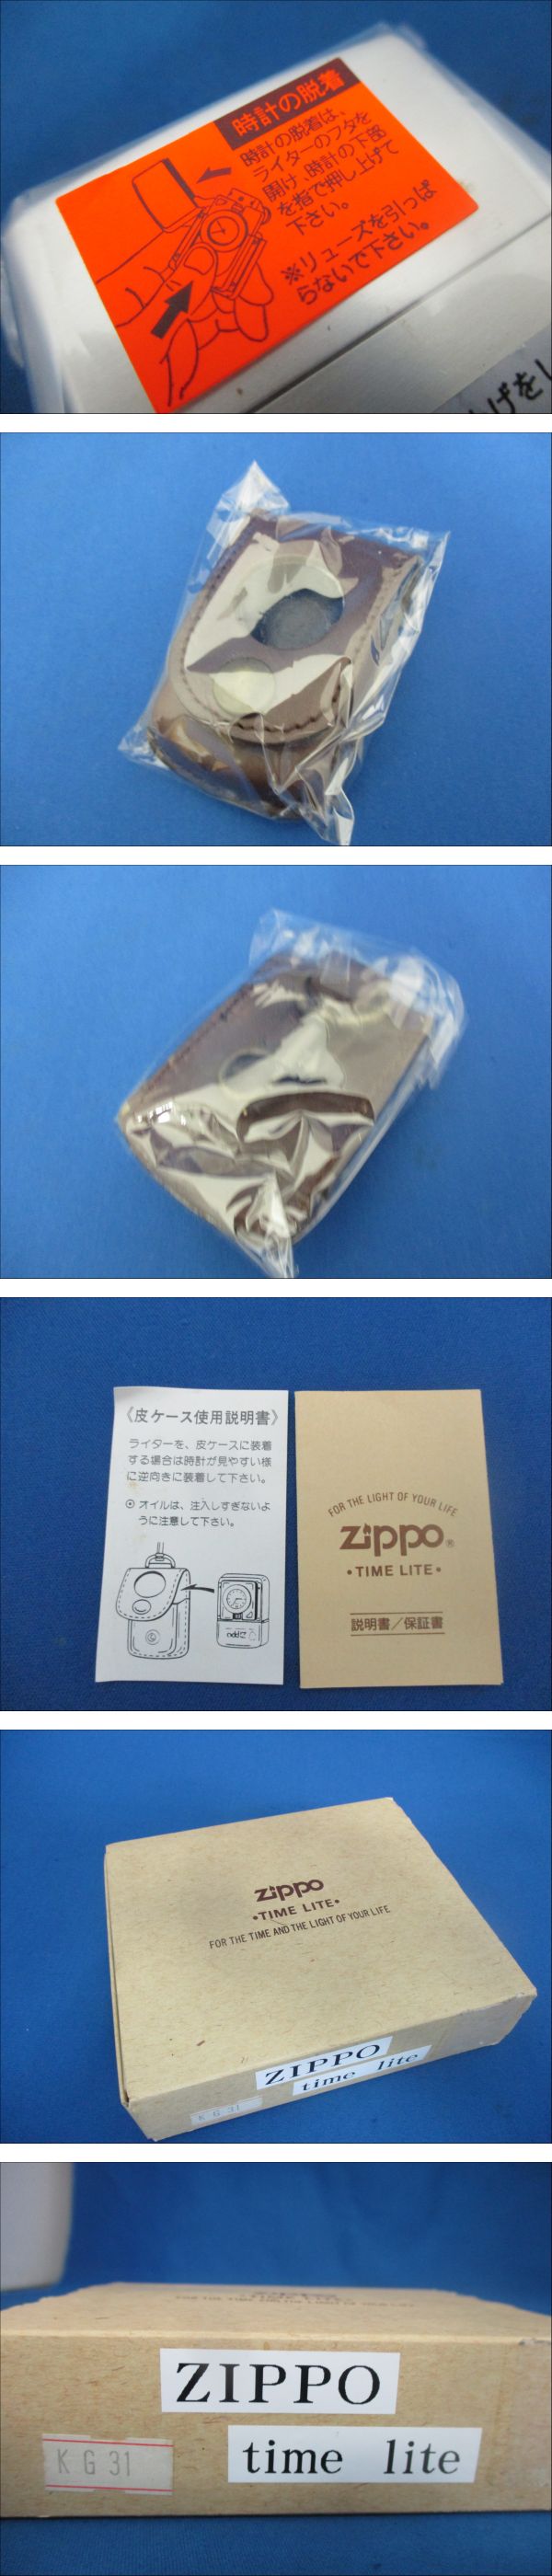 時計の脱着
時計の脱着は、
ライターのフタを
開け、時計の下部
を指で押し上げて
下さい。
※リューズを引っぱ
らないで下さい。
げをし
《皮ケース使用説明書》
ライターを、皮ケースに装着
する場合は時計が見やすい様
に逆向きに装着して下さい。
⊙ オイルは、注入しすぎないよ
うに注意して下さい。
Zippo
FOR THE LIGHT OF YOUR LIFE
zippo®
•TIME LITE•
説明書/保証書
zippo
•TIME LITE•
FOR THE TIME AND THE LIGHT OF YOUR LIFE
ZIPPO
time lite
K G 31
ZIPPO
time lite
K G 31